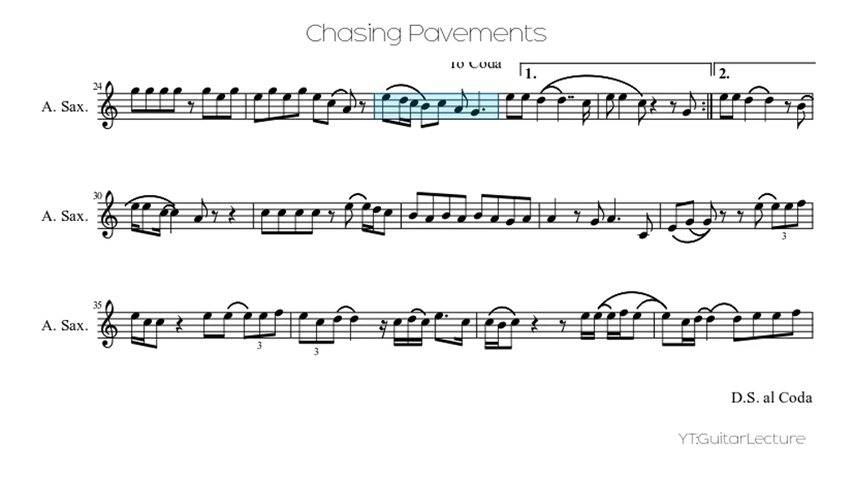 Chasing Pavements
To Coda
1.
2.
24
A. Sax.
30
A. Sax.
3
35
A. Sax.
3
3
D.S. al Coda
YT:GuitarLecture